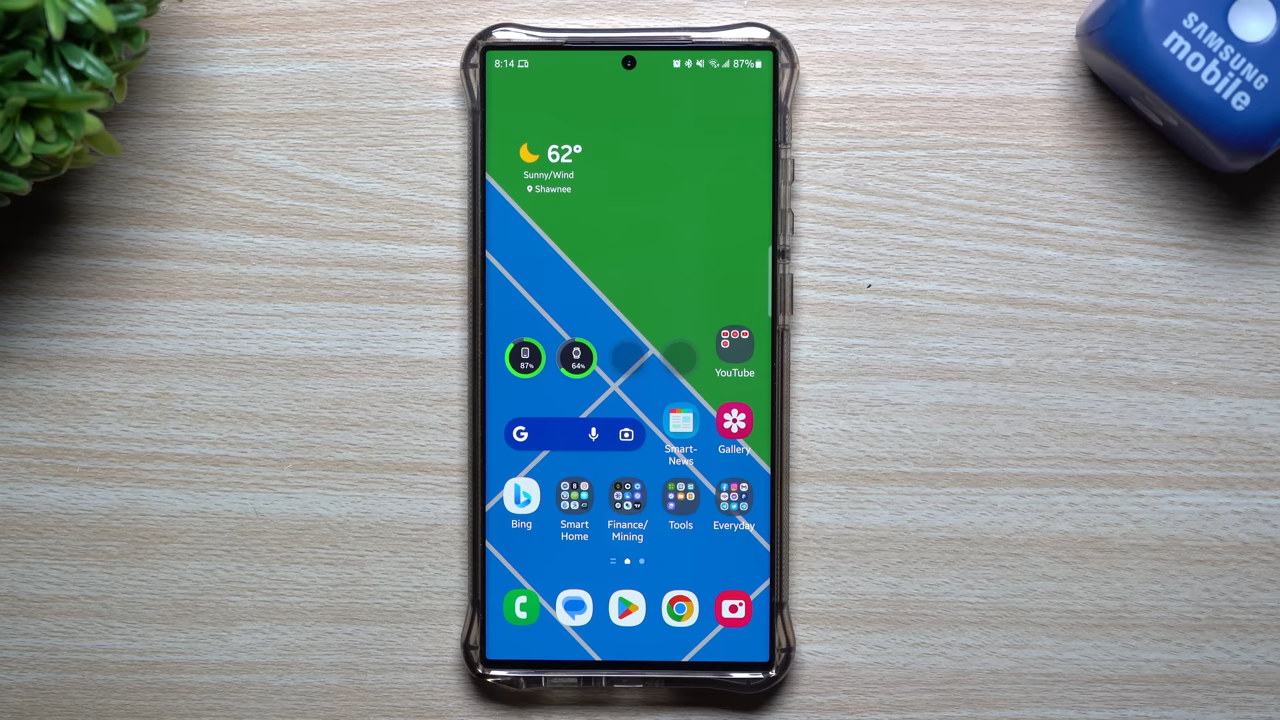 8:14
87%
SAMSUNG
mobile
62°
Sunny/Wind
Shawnee
87%
64%
YouTube
G
Smart-
News
Gallery
Bing
Smart
Home
Finance/
Mining
Tools
Everyday